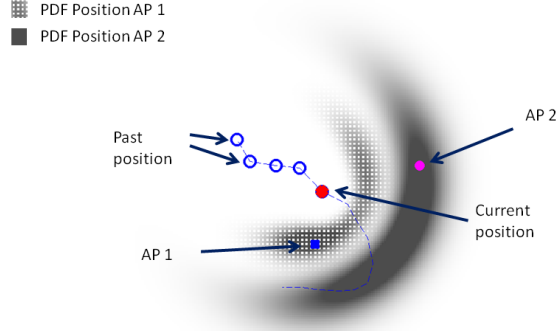 PDF Position AP 1
PDF Position AP 2
AP 2
Past
position
Current
position
AP 1